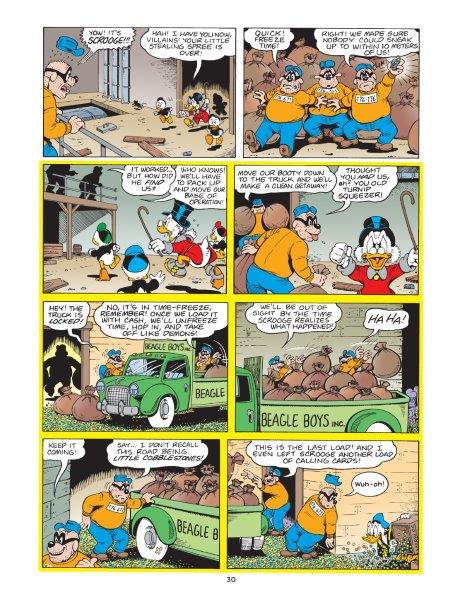 YOW! IT'S
SCROOGE!!!
HAH! I HAVE YOU NOW,
VILLAINS! YOUR LITTLE
STEALING SPREE IS
OVER!
QUICK!
FREEZE
TIME!
RIGHT! WE MADE SURE
NOBODY COULD SNEAK
UP TO WITHIN 10 METERS
OF US!
176-176
IT WORKED...
BUT HOW DID
HE FIND
US?
WHO KNOWS!
WE'LL HAVE
TO PACK UP
AND MOVE OUR
BASE OF
OPERATION!
MOVE OUR BOOTY DOWN
TO THE TRUCK AND WE'LL
MAKE A CLEAN GETAWAY!
THOUGHT
YOU HAD US,
eh? YOU OLD
TURNIP
SQUEEZER!
HEY! THE
TRUCK IS
LOCKED!
NO, IT'S IN TIME-FREEZE,
REMEMBER! ONCE WE LOAD IT
WITH CASH, WE'LL UNFREEZE
TIME, HOP IN, AND TAKE
OFF LIKE DEMONS!
BEAGLE BOYS INC.
BEAGLE
WE'LL BE OUT OF
SIGHT BY THE TIME
SCROOGE REALIZES
WHAT HAPPENED!
HA HA!
BEAGLE BOYS INC.
KEEP IT
COMING!
SAY... I DON'T RECALL
THIS ROAD BEING
LITTLE COBBLESTONES!
BEAGLE B
THIS IS THE LAST LOAD! AND I
EVEN LEFT SCROOGE ANOTHER LOAD
OF CALLING CARDS!
Wuh-oh!
30